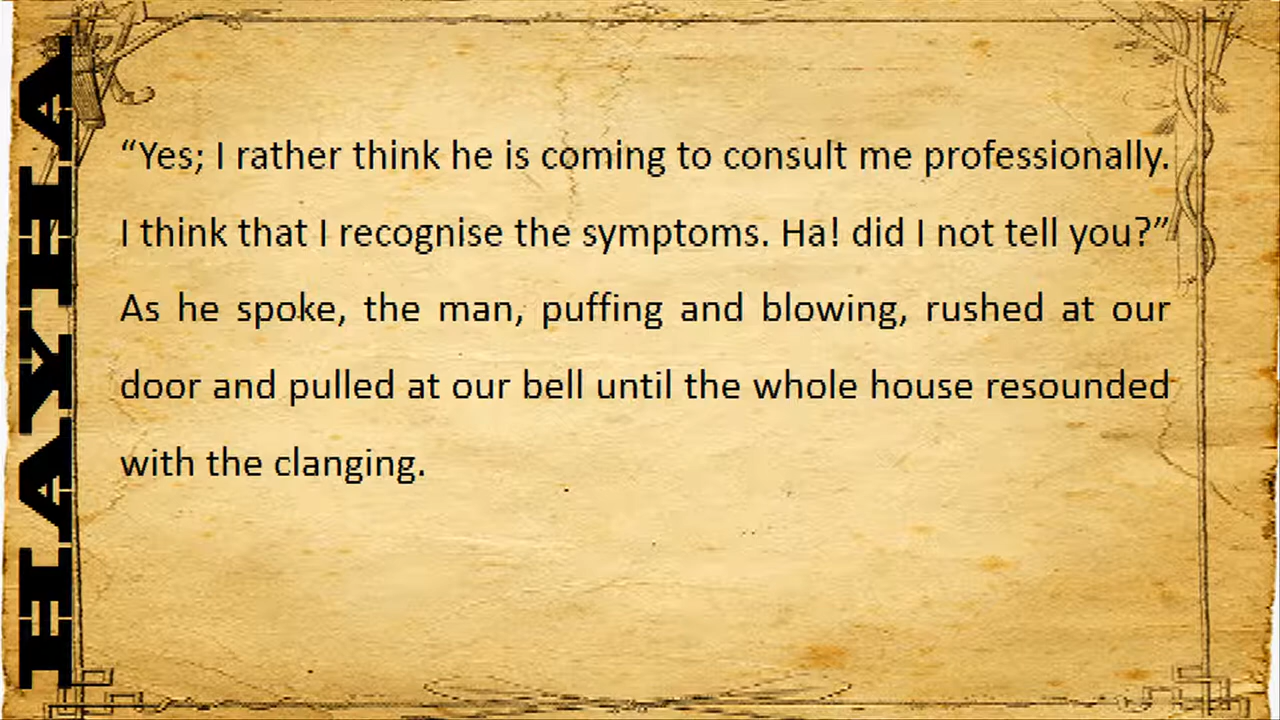 HAYHA
“Yes; I rather think he is coming to consult me professionally.
I think that I recognise the symptoms. Ha! did I not tell you?”
As he spoke, the man, puffing and blowing, rushed at our
door and pulled at our bell until the whole house resounded
with the clanging.